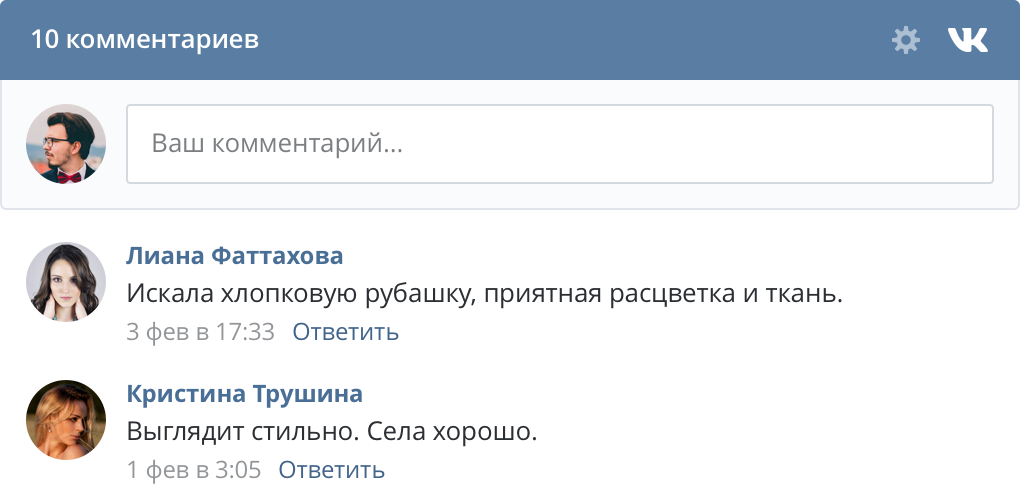 10 комментариев
Ваш комментарий...
Лиана Фаттахова
Искала хлопковую рубашку, приятная расцветка и ткань.
3 фев в 17:33 Ответить
Кристина Трушина
Выглядит стильно. Села хорошо.
1 фев в 3:05 Ответить